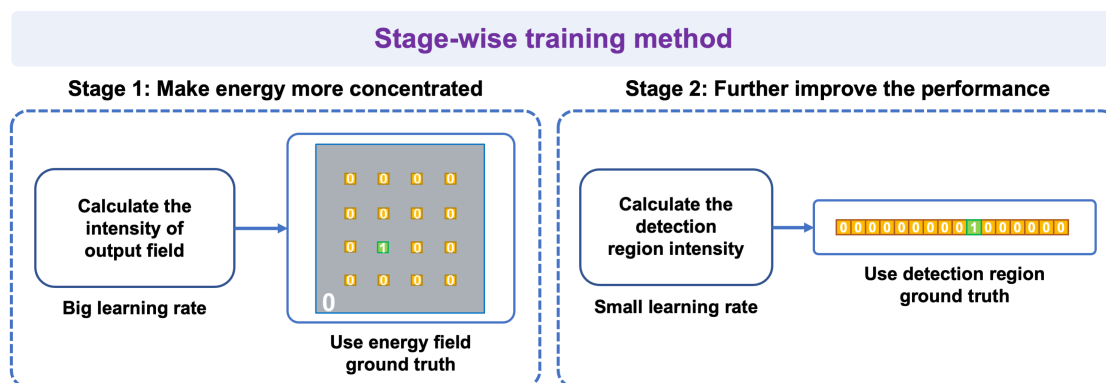 Stage-wise training method
Stage 1: Make energy more concentrated
Calculate the
intensity of
output field
Big learning rate
0 0 0 0
0 0 0 0
0 1 0 0
0 0 0 0
0
Use energy field
ground truth
Stage 2: Further improve the performance
Calculate the
detection
region intensity
Small learning rate
0 0 0 0 0 0 0 0 0 1 0 0 0 0 0 0
Use detection region
ground truth